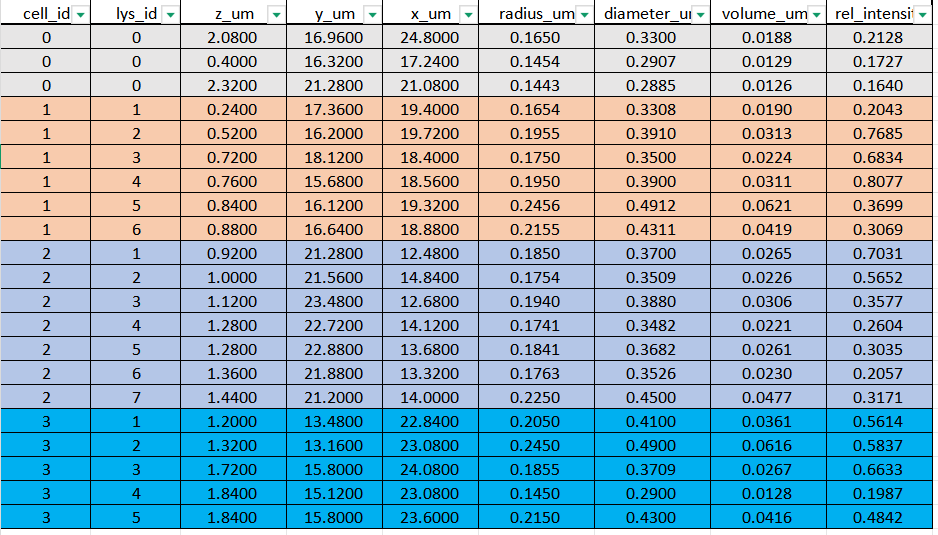 cell_id lys_id z_um y_um x_um radius_um diameter_u volume_um rel_intensit
0 0 2.0800 16.9600 24.8000 0.1650 0.3300 0.0188 0.2128
0 0 0.4000 16.3200 17.2400 0.1454 0.2907 0.0129 0.1727
0 0 2.3200 21.2800 21.0800 0.1443 0.2885 0.0126 0.1640
1 1 0.2400 17.3600 19.4000 0.1654 0.3308 0.0190 0.2043
1 2 0.5200 16.2000 19.7200 0.1955 0.3910 0.0313 0.7685
1 3 0.7200 18.1200 18.4000 0.1750 0.3500 0.0224 0.6834
1 4 0.7600 15.6800 18.5600 0.1950 0.3900 0.0311 0.8077
1 5 0.8400 16.1200 19.3200 0.2456 0.4912 0.0621 0.3699
1 6 0.8800 16.6400 18.8800 0.2155 0.4311 0.0419 0.3069
2 1 0.9200 21.2800 12.4800 0.1850 0.3700 0.0265 0.7031
2 2 1.0000 21.5600 14.8400 0.1754 0.3509 0.0226 0.5652
2 3 1.1200 23.4800 12.6800 0.1940 0.3880 0.0306 0.3577
2 4 1.2800 22.7200 14.1200 0.1741 0.3482 0.0221 0.2604
2 5 1.2800 22.8800 13.6800 0.1841 0.3682 0.0261 0.3035
2 6 1.3600 21.8800 13.3200 0.1763 0.3526 0.0230 0.2057
2 7 1.4400 21.2000 14.0000 0.2250 0.4500 0.0477 0.3171
3 1 1.2000 13.4800 22.8400 0.2050 0.4100 0.0361 0.5614
3 2 1.3200 13.1600 23.0800 0.2450 0.4900 0.0616 0.5837
3 3 1.7200 15.8000 24.0800 0.1855 0.3709 0.0267 0.6633
3 4 1.8400 15.1200 23.0800 0.1450 0.2900 0.0128 0.1987
3 5 1.8400 15.8000 23.6000 0.2150 0.4300 0.0416 0.4842